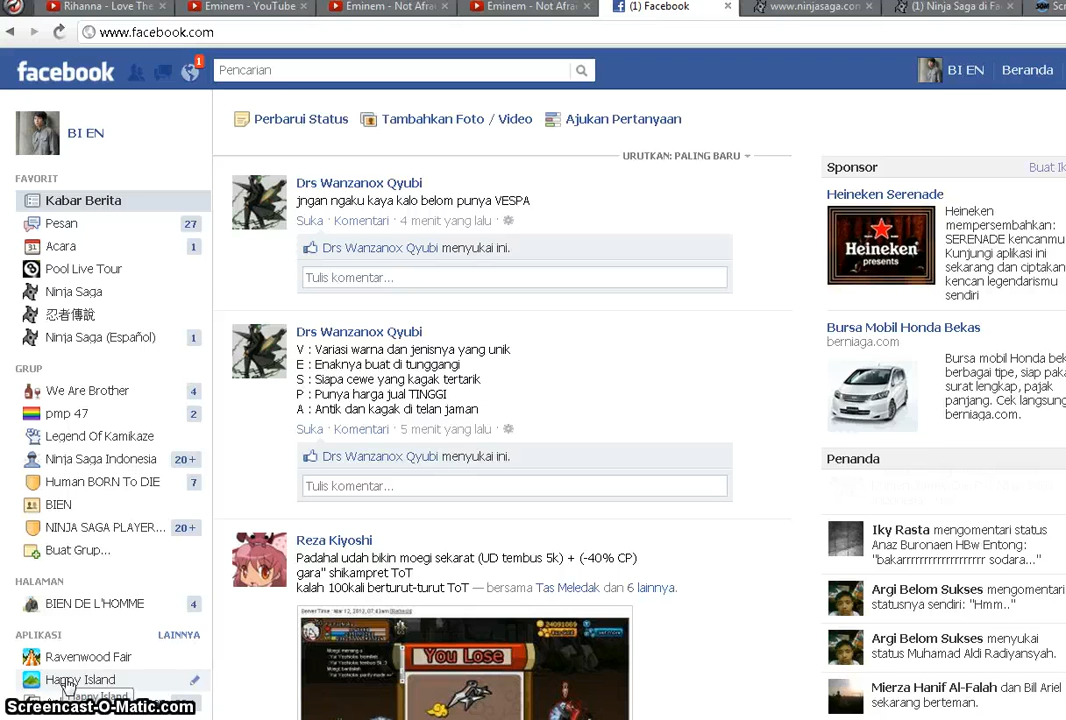 Rihanna - Love The
Eminem - YouTube
Eminem - Not Afra
Eminem - Not Afra
(1) Facebook
www.ninjasaga.com
(1) Ninja Saga di Fa
www.facebook.com
facebook
1
Pencarian
BI EN
Beranda
BI EN
FAVORIT
Kabar Berita
Pesan 27
31 Acara 1
Pool Live Tour
Ninja Saga
忍者傳說
Ninja Saga (Español) 1
GRUP
We Are Brother 4
pmp 47 2
Legend Of Kamikaze
Ninja Saga Indonesia 20+
Human BORN To DIE 7
BIEN
NINJA SAGA PLAYER... 20+
Buat Grup...
HALAMAN
BIEN DE L'HOMME 4
APLIKASI LAINNYA
Ravenwood Fair
Happy Island
Happy Island
Screencast-O-Matic.com
Perbarui Status
Tambahkan Foto / Video
Ajukan Pertanyaan
URUTKAN: PALING BARU
Drs Wanzanox Qyubi
jngan ngaku kaya kalo belom punya VESPA
Suka · Komentari · 4 menit yang lalu ·
Drs Wanzanox Qyubi menyukai ini.
Tulis komentar...
Drs Wanzanox Qyubi
V : Variasi warna dan jenisnya yang unik
E : Enaknya buat di tunggangi
S : Siapa cewe yang kagak tertarik
P : Punya harga jual TINGGI
A : Antik dan kagak di telan jaman
Suka · Komentari · 5 menit yang lalu ·
Drs Wanzanox Qyubi menyukai ini.
Tulis komentar...
Reza Kiyoshi
Padahal udah bikin moegi sekarat (UD tembus 5k) + (-40% CP)
gara" shikampret ToT
kalah 100kali berturut-turut ToT — bersama Tas Meledak dan 6 lainnya.
You Lose
Sponsor
Buat Ik
Heineken Serenade
Heineken
presents
Heineken
mempersembahkan:
SERENADE kencanmu
Kunjungi aplikasi ini
sekarang dan ciptakan
kencan legendarismu
sendiri
Bursa Mobil Honda Bekas
berniaga.com
Bursa mobil Honda bek
berbagai tipe, siap paka
surat lengkap, pajak
panjang. Cek langsung
berniaga.com.
Penanda
Iky Rasta mengomentari status
Anaz Buronaen HBw Entong:
"bakarrrrrrrrrrrrrrrrrr sodara..."
Argi Belom Sukses mengomentari
statusnya sendiri: "Hmm.."
Argi Belom Sukses menyukai
status Muhamad Aldi Radiyansyah.
Mierza Hanif Al-Falah dan Bill Ariel
sekarang berteman.